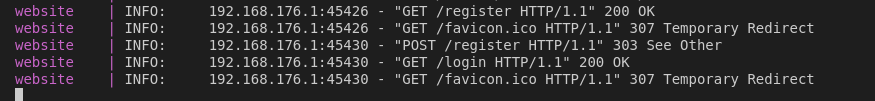 website    | INFO:     192.168.176.1:45426 - "GET /register HTTP/1.1" 200 OK
website    | INFO:     192.168.176.1:45426 - "GET /favicon.ico HTTP/1.1" 307 Temporary Redirect
website    | INFO:     192.168.176.1:45430 - "POST /register HTTP/1.1" 303 See Other
website    | INFO:     192.168.176.1:45430 - "GET /login HTTP/1.1" 200 OK
website    | INFO:     192.168.176.1:45430 - "GET /favicon.ico HTTP/1.1" 307 Temporary Redirect